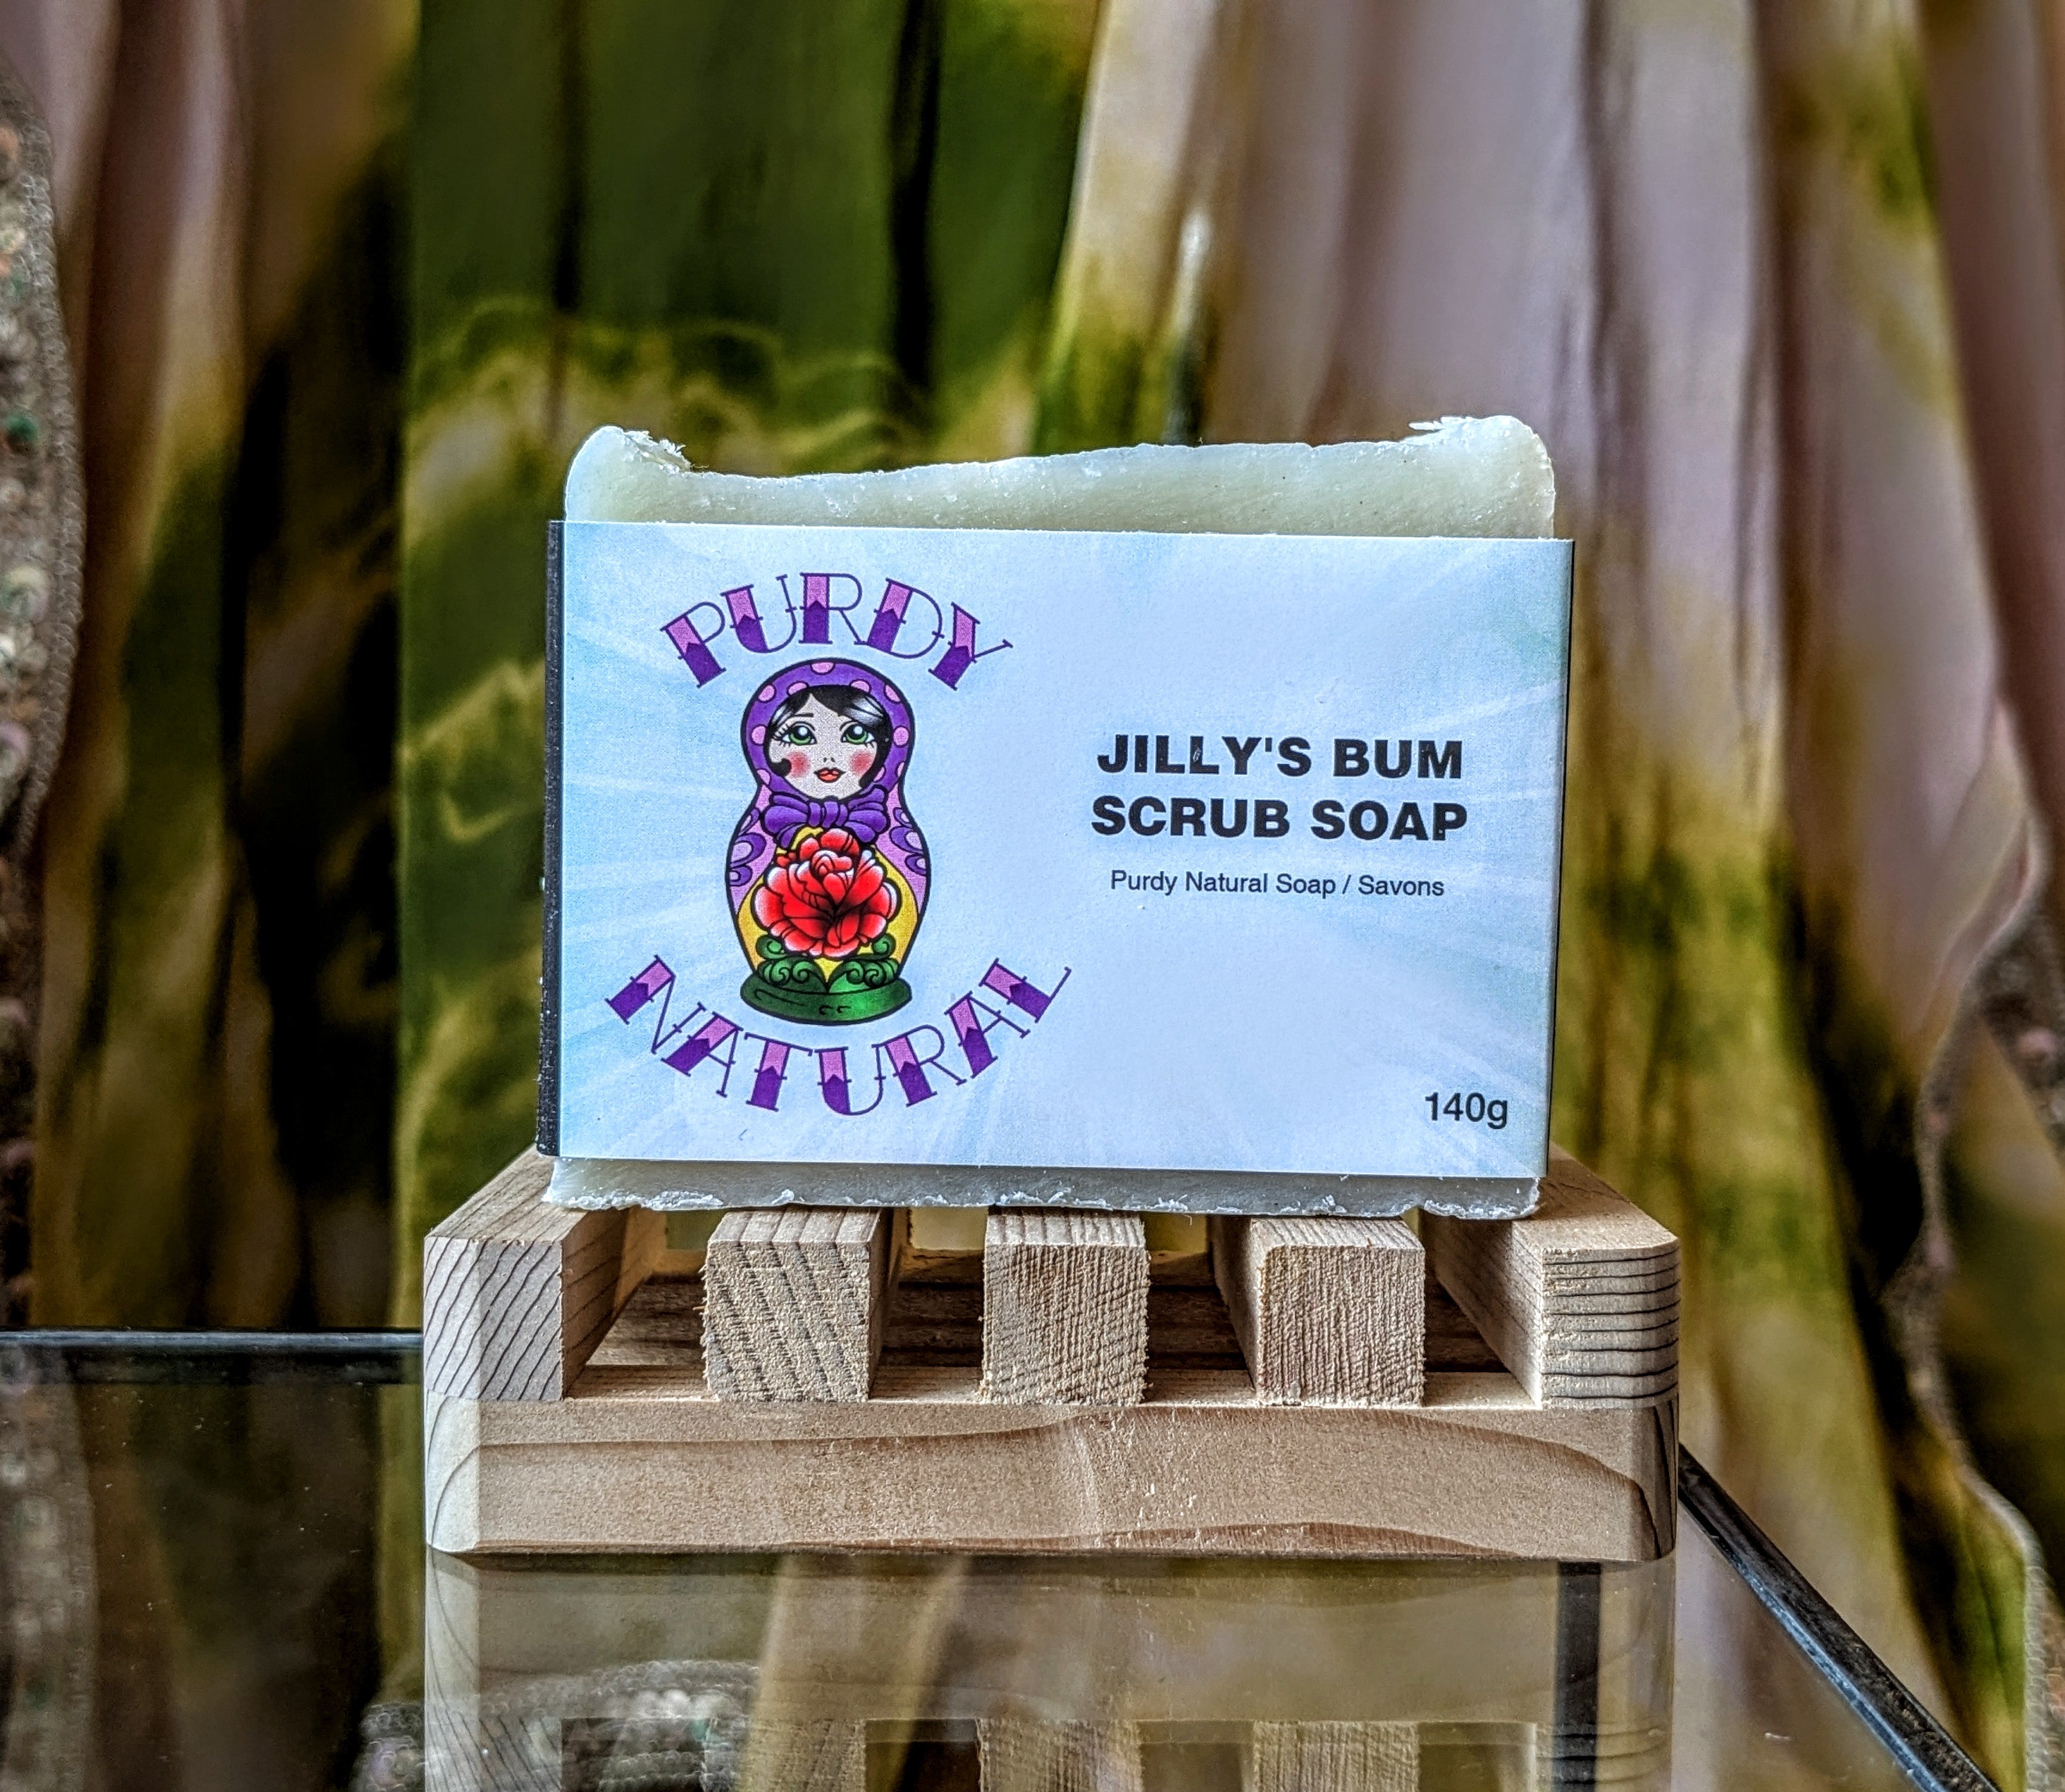 PURDY
NATURAL
JILLY'S BUM
SCRUB SOAP
Purdy Natural Soap / Savons
140g